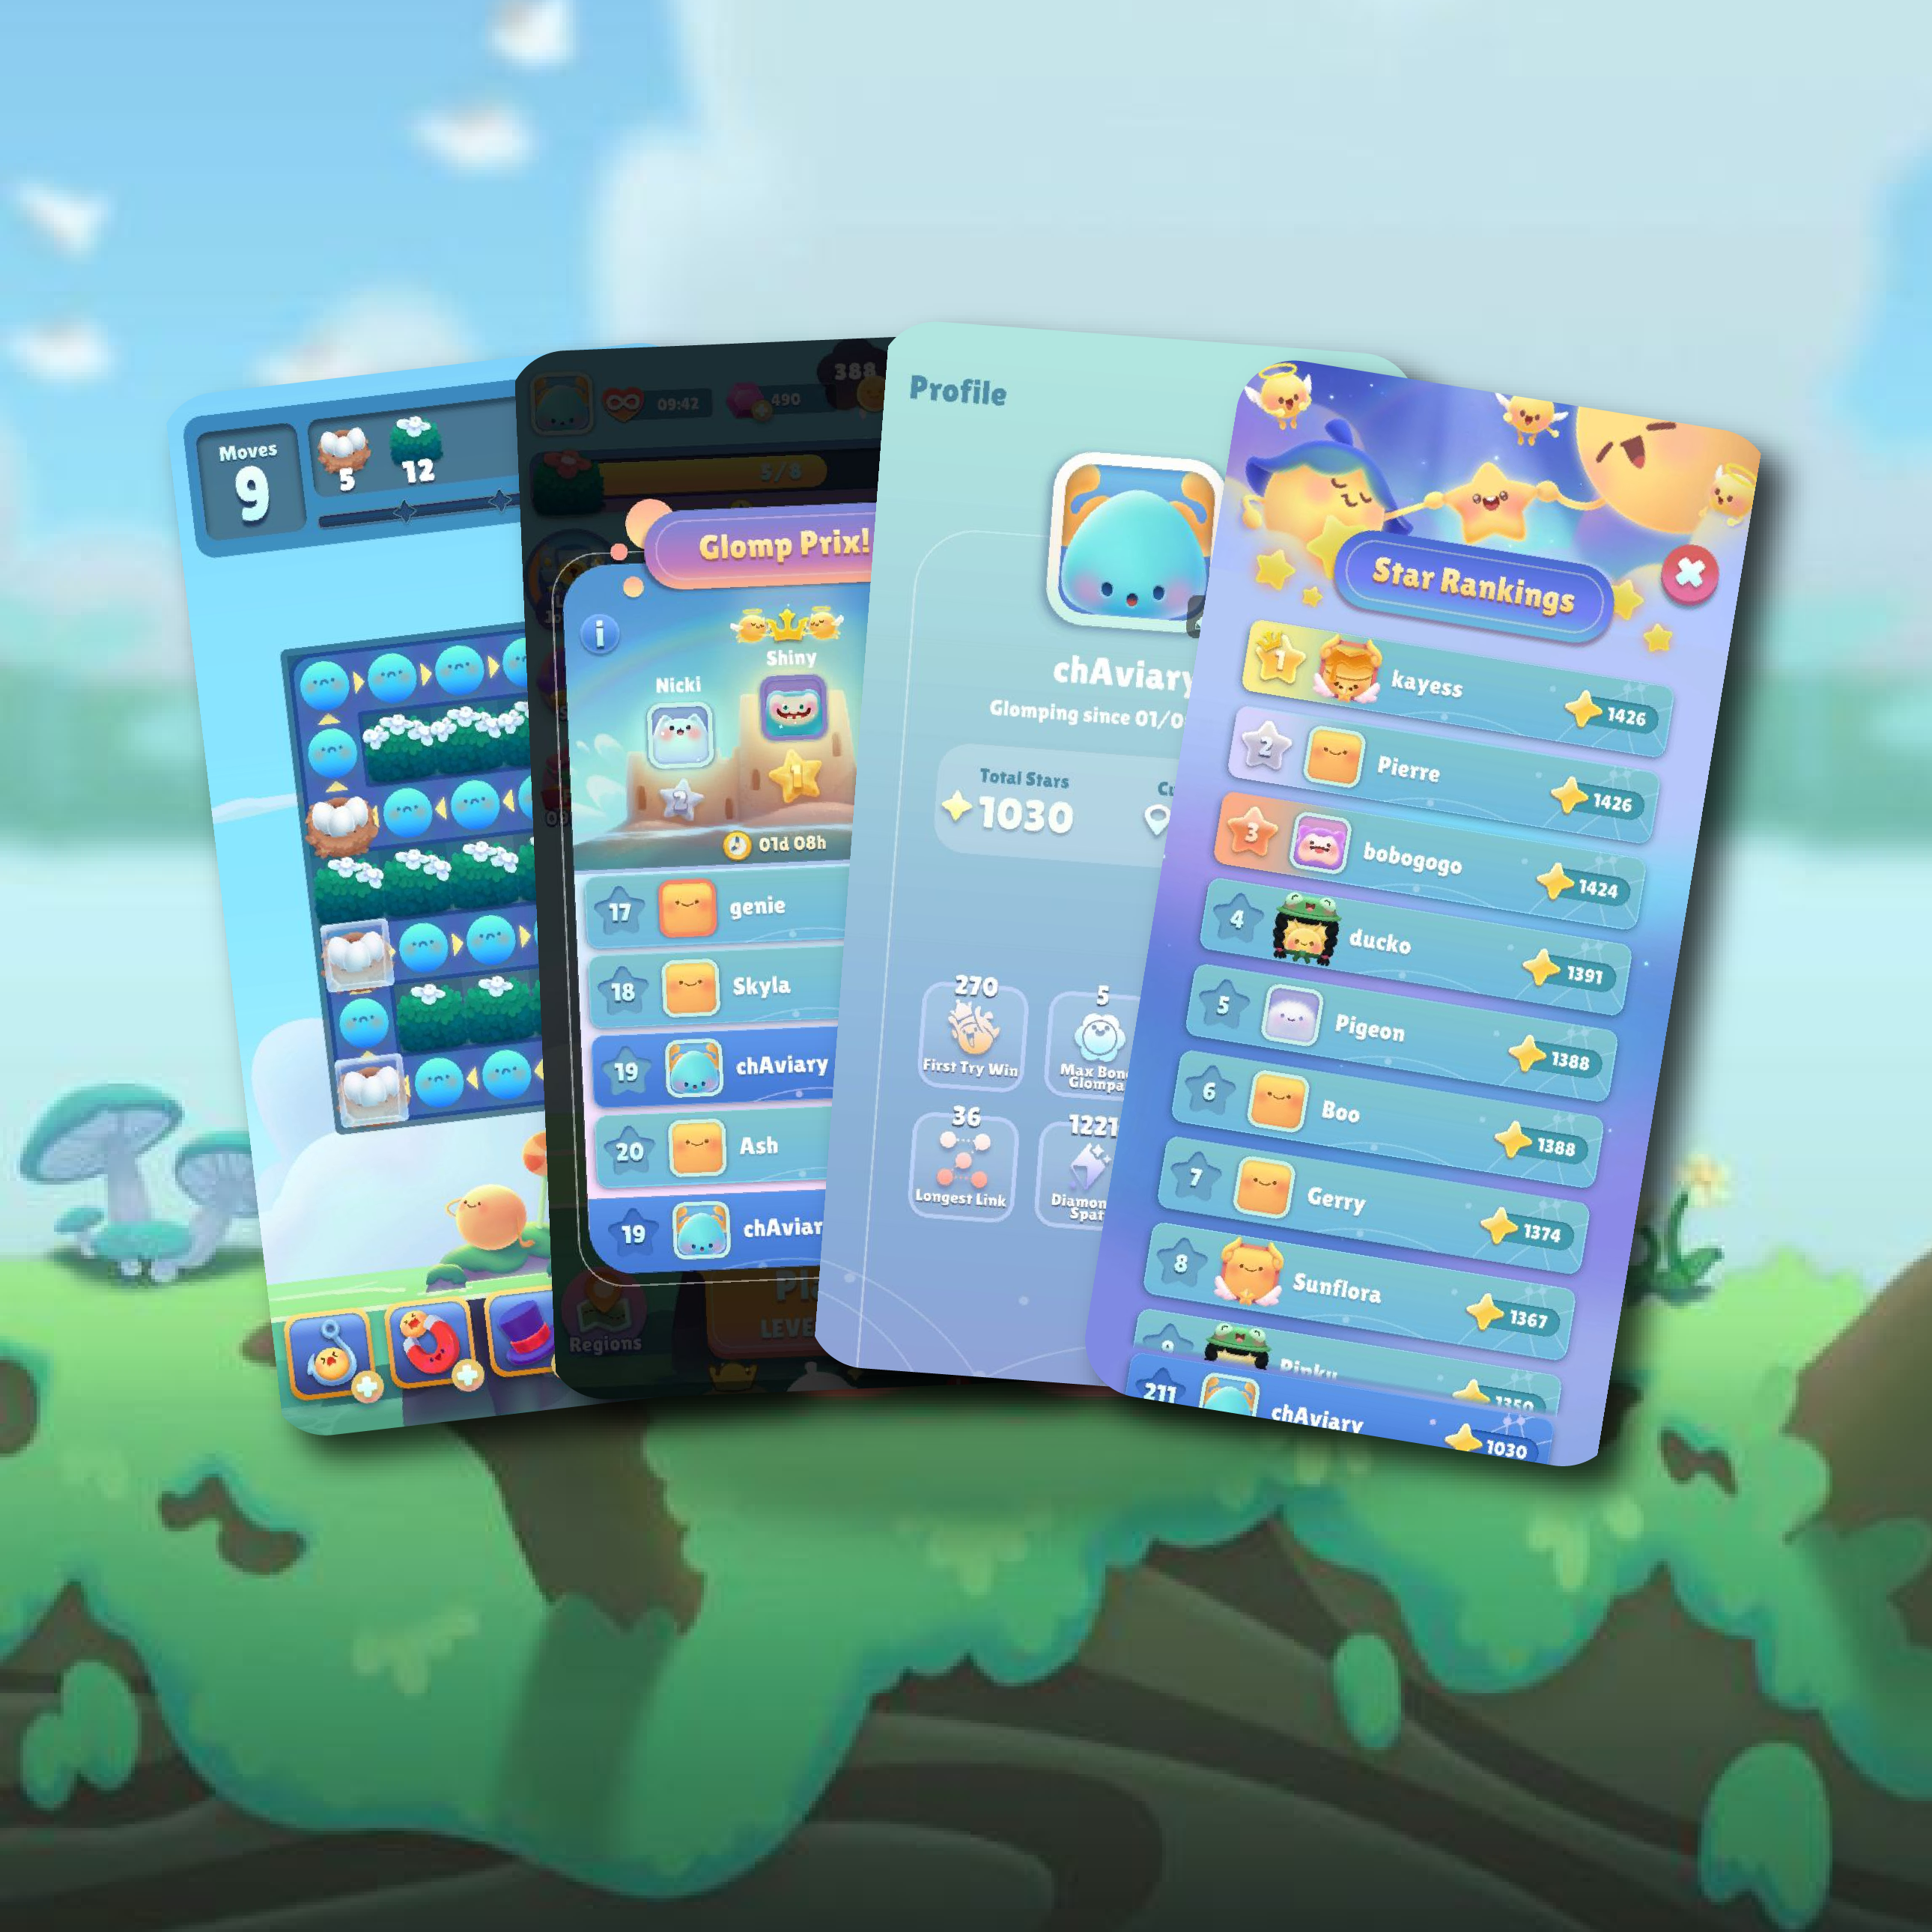 Moves
9
5
12
09:42
490
388
5/8
Glomp Prix!
i
Shiny
Nicki
1
2
01d 08h
17 genie
18 Skyla
19 chAviary
20 Ash
19 chAviar
Regions
LEVE
Profile
chAviary
Glomping since 01/0
Total Stars
1030
270
First Try Win
5
Max Bon
Glompa
36
Longest Link
1221
Diamon
Spat
Star Rankings
1 kayess 1426
2 Pierre 1426
3 bobogogo 1424
4 ducko 1391
5 Pigeon 1388
6 Boo 1388
7 Gerry 1374
8 Sunflora 1367
9 Pinky 1350
211 chAviary 1030